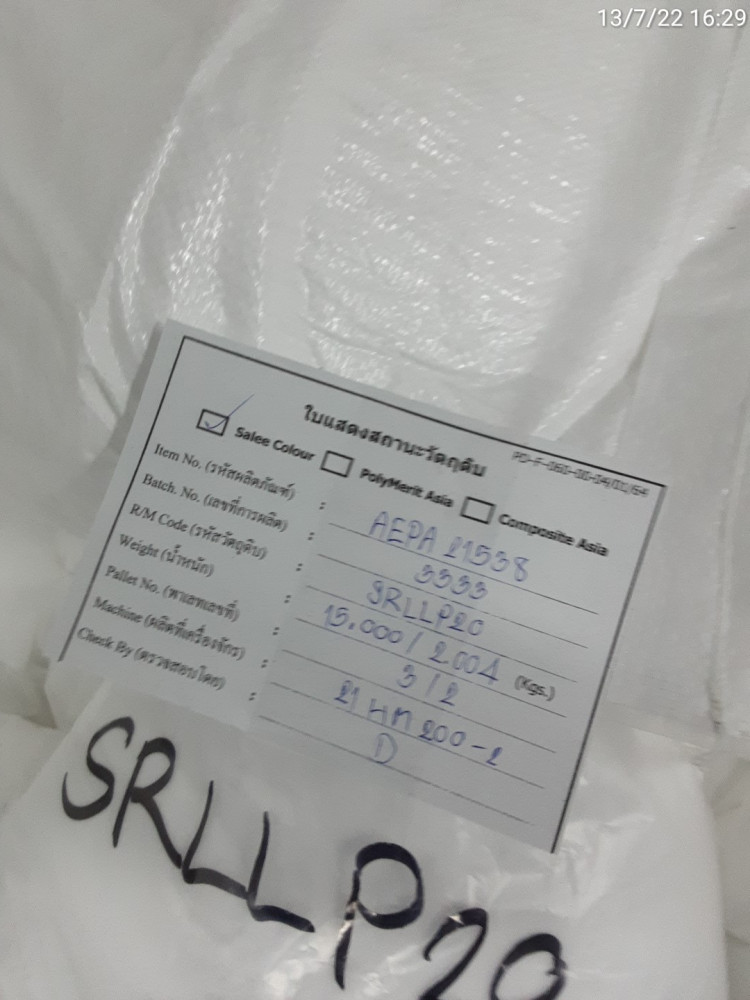 13/7/22 16:29
PD-F-060-00-04/01/64
ใบแสดงสถานะวัตถุดิบ
Salee Colour PolyMerit Asia Composite Asia
Item No. (รหัสผลิตภัณฑ์) : AEPA 21538
Batch. No. (เลขที่การผลิต) : 3333
R/M Code (รหัสวัตถุดิบ) : SRLLP20
Weight (น้ำหนัก) : 15.000 / 2.004 (Kgs.)
Pallet No. (พาเลทเลขที่) : 3 / 2
Machine (ผลิตที่เครื่องจักร) : 21 HM 200-2
Check By (ตรวจสอบโดย) : D
SRLLP20